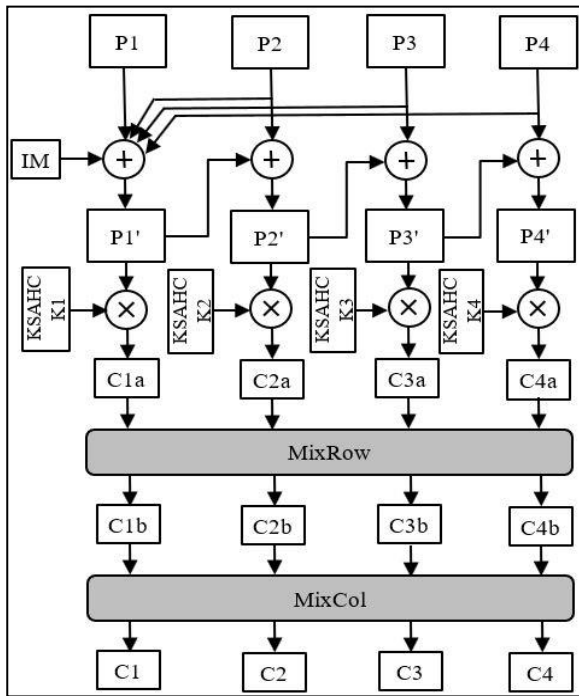 P1 P2 P3 P4
IM + + + +
P1' P2' P3' P4'
KSAHC K1 × KSAHC K2 × KSAHC K3 × KSAHC K4 ×
C1a C2a C3a C4a
MixRow
C1b C2b C3b C4b
MixCol
C1 C2 C3 C4